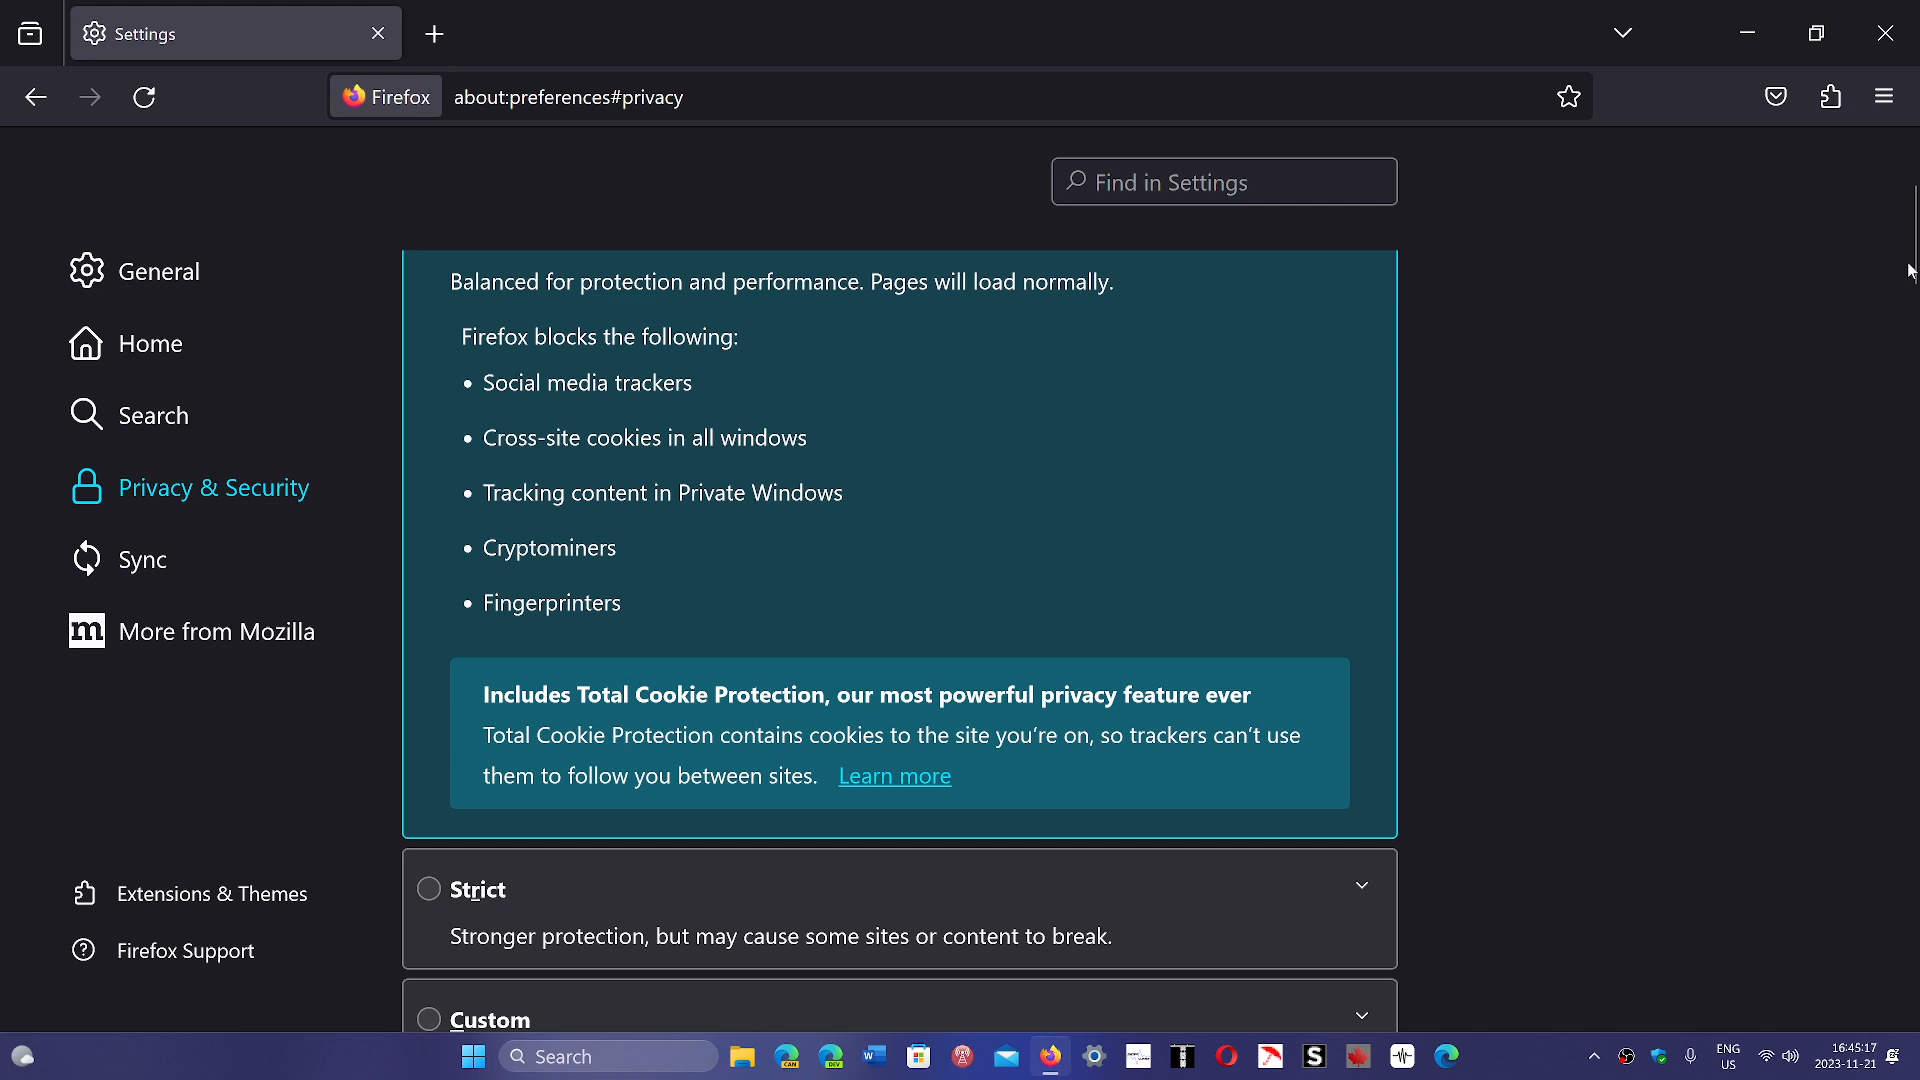 Settings
Firefox about:preferences#privacy
Find in Settings
General
Home
Search
Privacy & Security
Sync
More from Mozilla
Extensions & Themes
Firefox Support
Balanced for protection and performance. Pages will load normally.
Firefox blocks the following:
• Social media trackers
• Cross-site cookies in all windows
• Tracking content in Private Windows
• Cryptominers
• Fingerprinters
Includes Total Cookie Protection, our most powerful privacy feature ever
Total Cookie Protection contains cookies to the site you're on, so trackers can't use
them to follow you between sites. Learn more
Strict
Stronger protection, but may cause some sites or content to break.
Custom
Search
CAN
DEV
ENG
US
16:45:17
2023-11-21